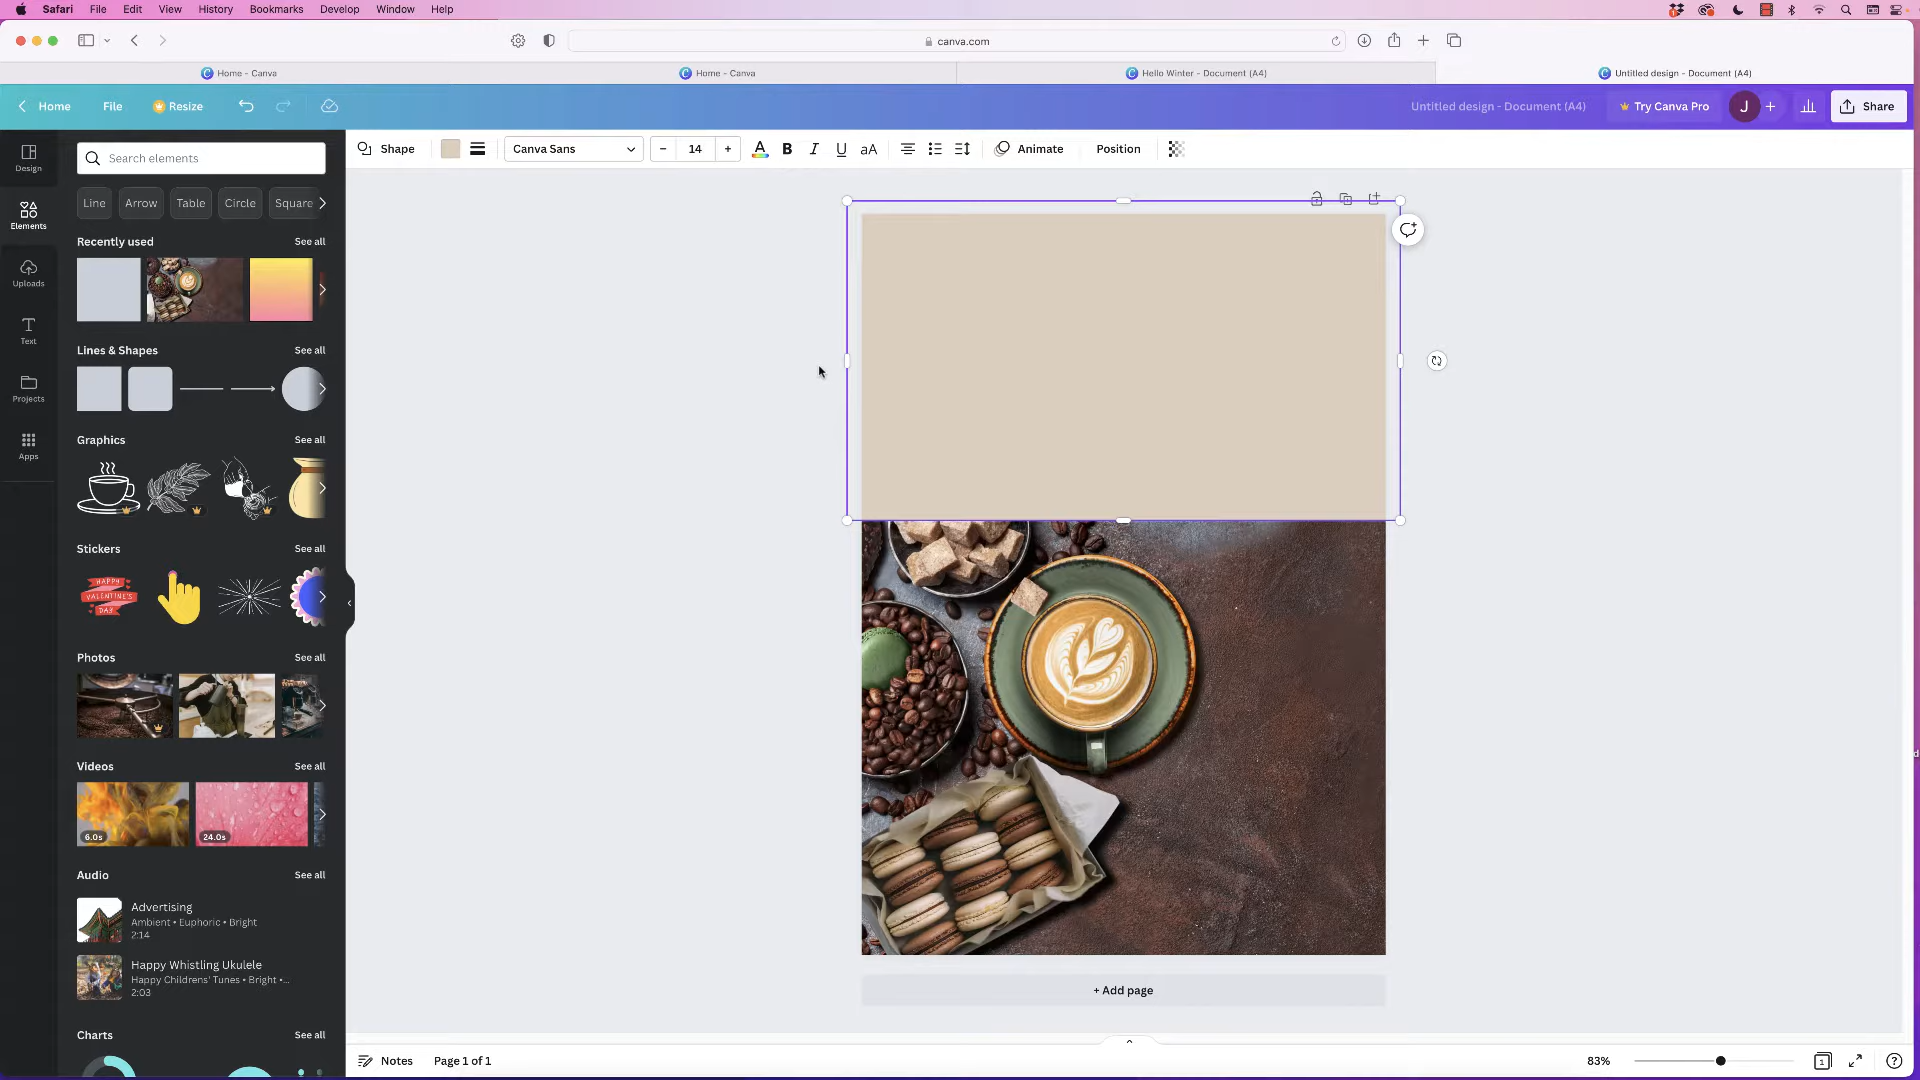 Safari File Edit View History Bookmarks Develop Window Help
canva.com
Home - Canva
Home - Canva
Hello Winter - Document (A4)
Untitled design - Document (A4)
Home File Resize
Untitled design - Document (A4)
Try Canva Pro
J
Share
Design
Elements
Uploads
Text
Projects
Apps
Search elements
Line Arrow Table Circle Square
Shape
Canva Sans
14
B I U aA
Animate
Position
Recently used See all
Lines & Shapes See all
Graphics See all
Stickers See all
HAPPY
VALENTINE'S
DAY
Photos See all
Videos See all
6.0s 24.0s
Audio See all
Advertising
Ambient • Euphoric • Bright
2:14
Happy Whistling Ukulele
Happy Childrens' Tunes • Bright •...
2:03
Charts See all
+ Add page
Notes Page 1 of 1
83%
1